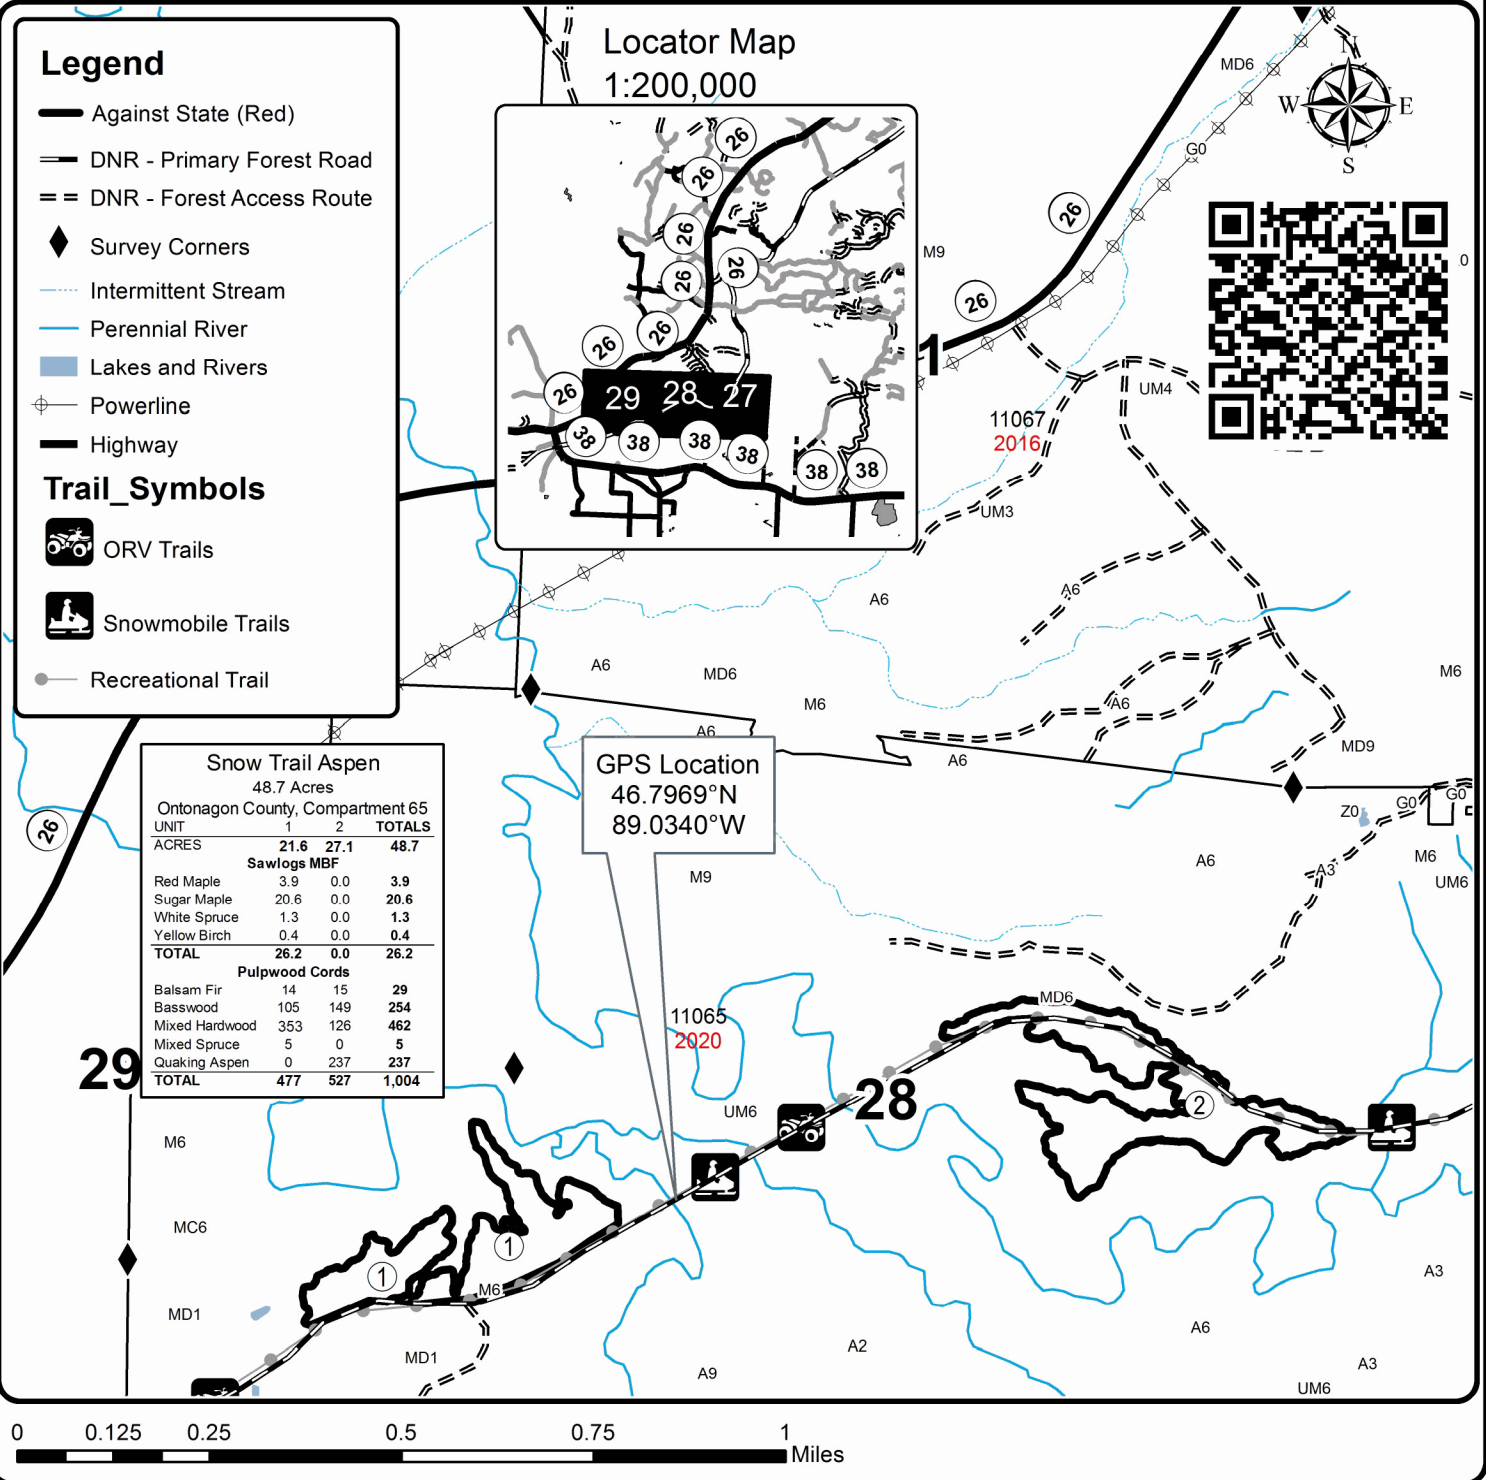 Legend
Against State (Red)
DNR - Primary Forest Road
DNR - Forest Access Route
Survey Corners
Intermittent Stream
Perennial River
Lakes and Rivers
Powerline
Highway
Trail_Symbols
ORV Trails
Snowmobile Trails
Recreational Trail
Locator Map
1:200,000
26
26
26
26
26
26
26
26
29 28 27
38
38
38
38
38
38
N
W E
S
MD6
G0
26
M9
26
0
1
UM4
11067
2016
UM3
A6
A6
A6
MD6
M6
M6
A6
A6
MD9
A6
Z0
G0
G0
A6
A3
M6
UM6
26
Snow Trail Aspen
48.7 Acres
Ontonagon County, Compartment 65
UNIT 1 2 TOTALS
ACRES 21.6 27.1 48.7
Sawlogs MBF
Red Maple 3.9 0.0 3.9
Sugar Maple 20.6 0.0 20.6
White Spruce 1.3 0.0 1.3
Yellow Birch 0.4 0.0 0.4
TOTAL 26.2 0.0 26.2
Pulpwood Cords
Balsam Fir 14 15 29
Basswood 105 149 254
Mixed Hardwood 353 126 462
Mixed Spruce 5 0 5
Quaking Aspen 0 237 237
TOTAL 477 527 1,004
GPS Location
46.7969°N
89.0340°W
M9
11065
2020
MD6
29
28
UM6
2
M6
MC6
1
1
M6
MD1
MD1
A9
A2
A6
A3
A3
UM6
0 0.125 0.25 0.5 0.75 1
Miles